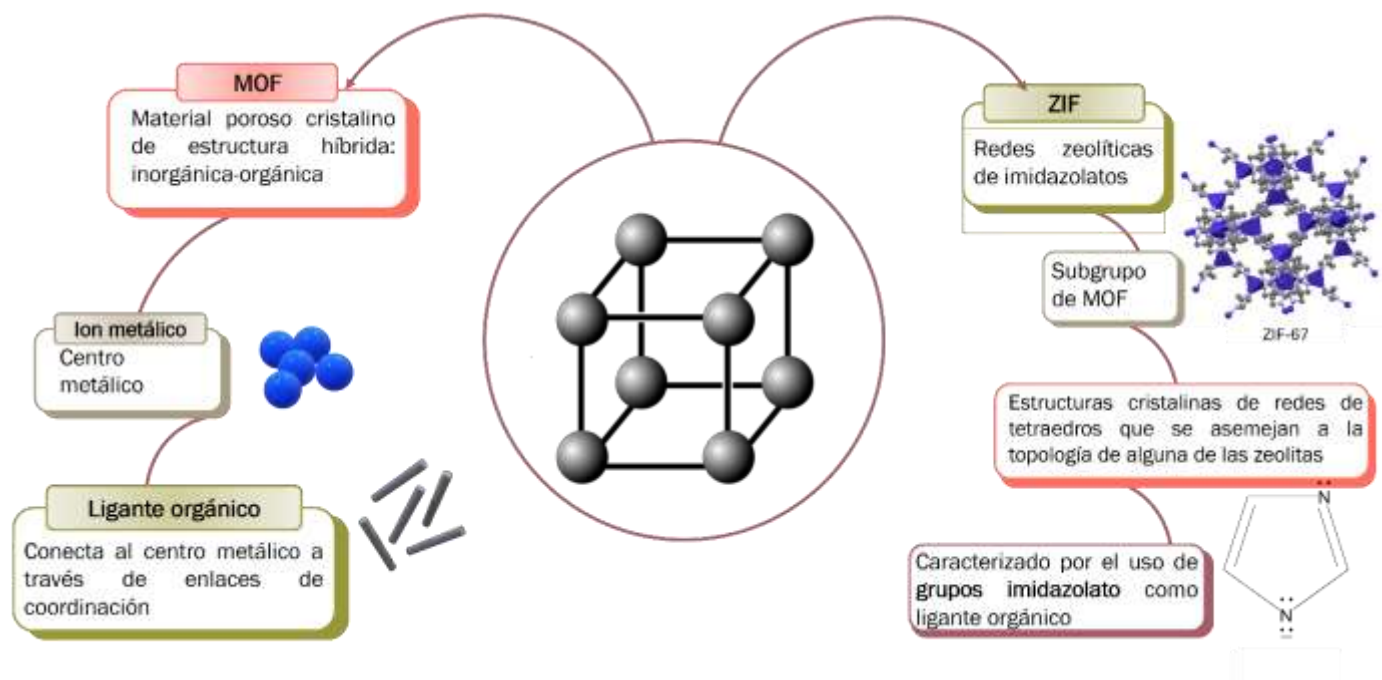 MOF
Material poroso cristalino
de estructura híbrida:
inorgánica-orgánica
Ion metálico
Centro
metálico
Ligante orgánico
Conecta al centro metálico a
través de enlaces de
coordinación
ZIF
Redes zeolíticas
de imidazolatos
ZIF-67
Subgrupo
de MOF
Estructuras cristalinas de redes de
tetraedros que se asemejan a la
topología de alguna de las zeolitas
Caracterizado por el uso de
grupos imidazolato como
ligante orgánico
N
N